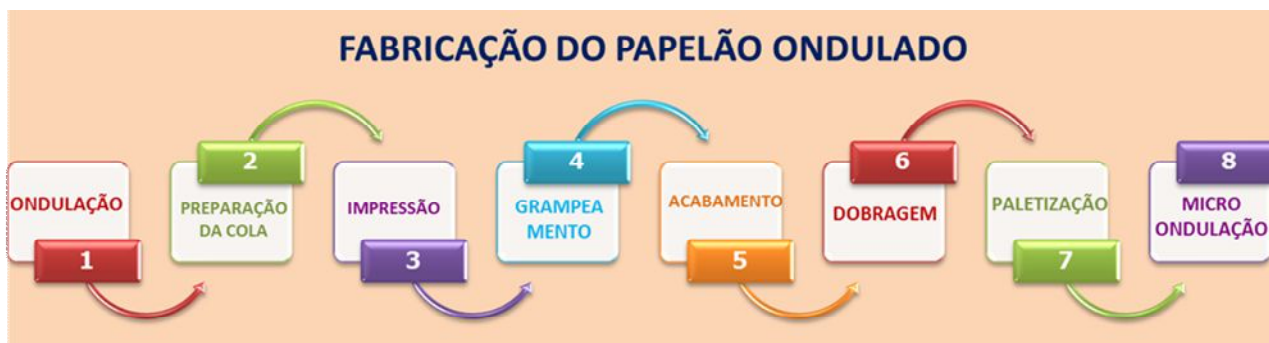 FABRICAÇÃO DO PAPELÃO ONDULADO
ONDULAÇÃO
1
2
PREPARAÇÃO
DA COLA
IMPRESSÃO
3
4
GRAMPEA
MENTO
ACABAMENTO
5
6
DOBRAGEM
PALETIZAÇÃO
7
8
MICRO
ONDULAÇÃO